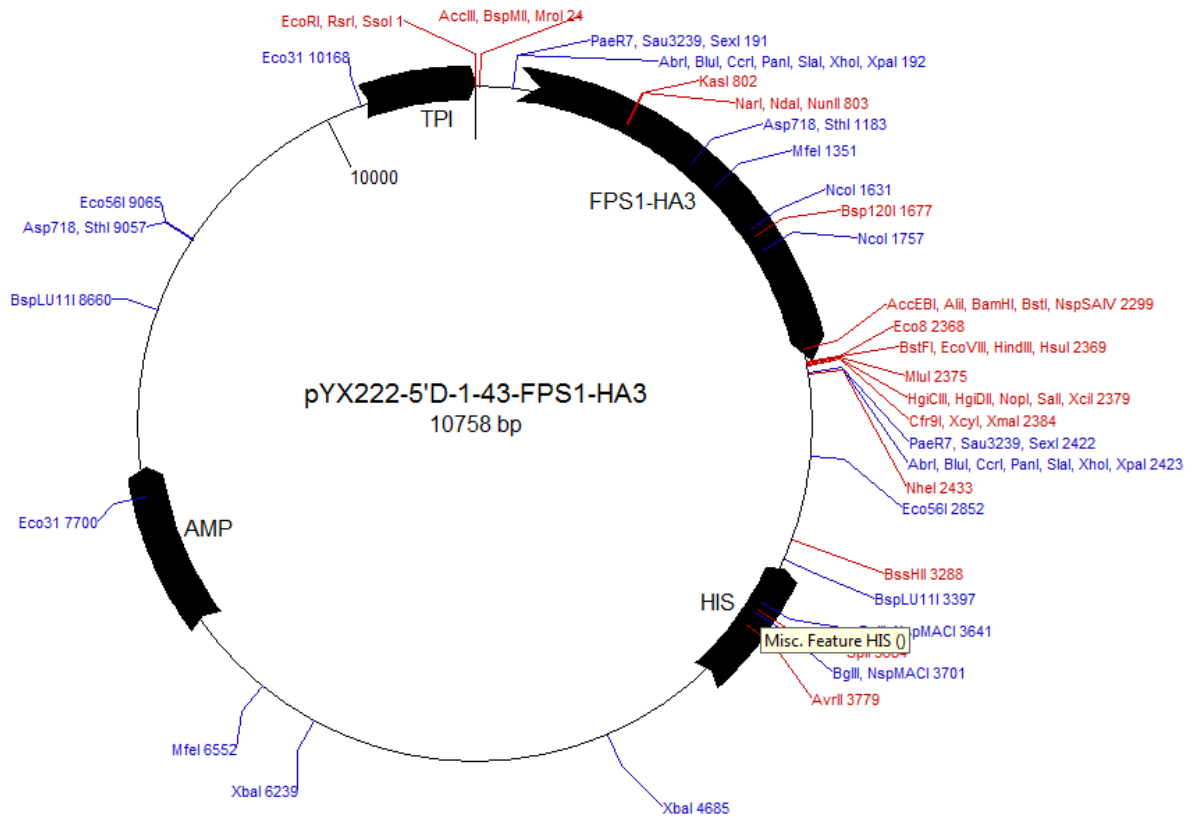 EcoRI, RsrI, SsoI 1
AccIII, BspMII, MroI 24
PaeR7, Sau3239, SexI 191
AbrI, BluI, CcrI, PanI, SlaI, XhoI, XpaI 192
Eco31 10168
KasI 802
NarI, NdaI, NunII 803
TPI
Asp718, SthI 1183
MfeI 1351
10000
NcoI 1631
FPS1-HA3
Bsp120I 1677
Eco56I 9065
Asp718, SthI 9057
NcoI 1757
BspLU11I 8660
AccEBI, AliI, BamHI, BstI, NspSAIV 2299
Eco8 2368
BstFI, EcoVIII, HindIII, HsuI 2369
MluI 2375
pYX222-5'D-1-43-FPS1-HA3
HgiCIII, HgiDII, NopI, SalI, XciI 2379
10758 bp
Cfr9I, XcyI, XmaI 2384
PaeR7, Sau3239, SexI 2422
AbrI, BluI, CcrI, PanI, SlaI, XhoI, XpaI 2423
NheI 2433
Eco56I 2852
Eco31 7700
AMP
BssHII 3288
HIS
BspLU11I 3397
NspMACI 3641
Misc. Feature HIS ()
BglII, NspMACI 3701
AvrII 3779
MfeI 6552
XbaI 6239
XbaI 4685